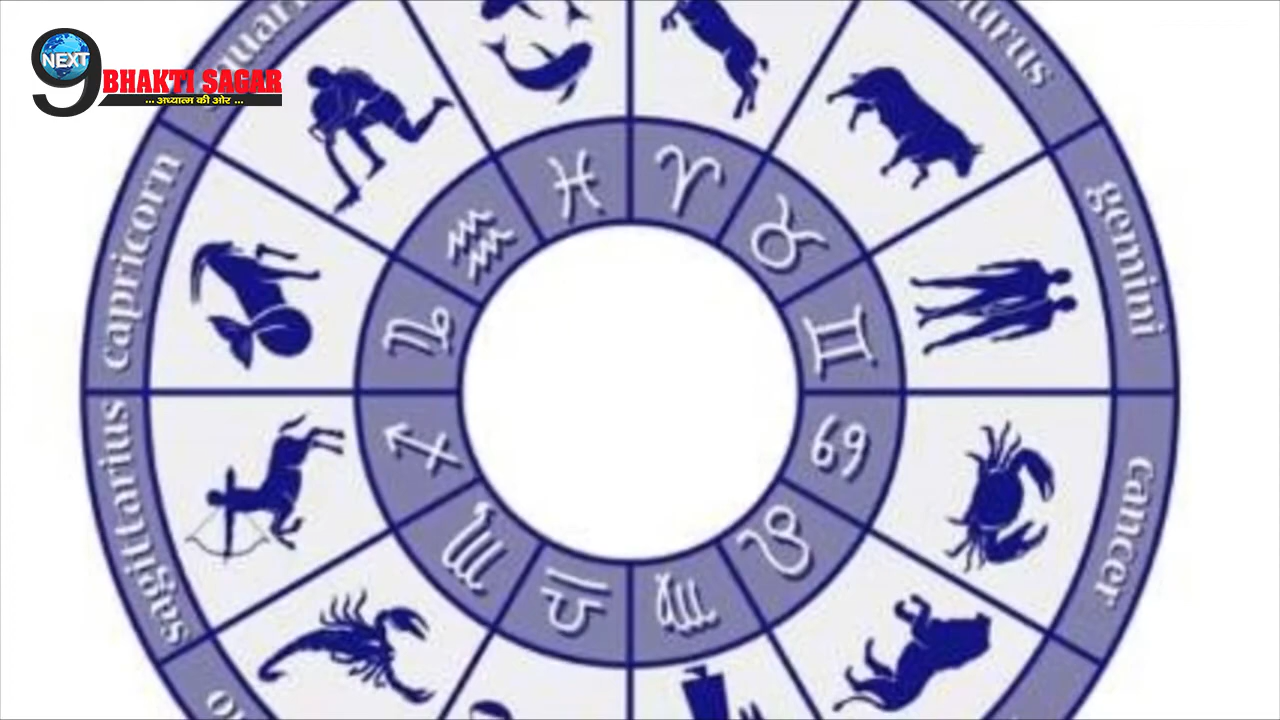 9
NEXT
BHAKTI SAGAR
... अध्यात्म की ओर ...
capricorn
gemini
sagittarius
cancer